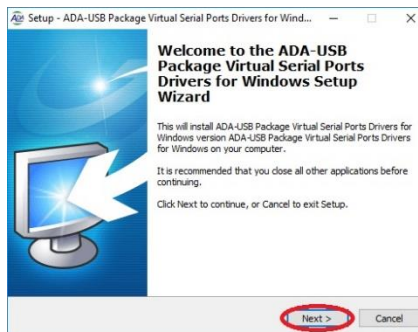 Setup - ADA-USB Package Virtual Serial Ports Drivers for Wind...
Welcome to the ADA-USB
Package Virtual Serial Ports
Drivers for Windows Setup
Wizard
This will install ADA-USB Package Virtual Serial Ports Drivers for
Windows version ADA-USB Package Virtual Serial Ports Drivers
for Windows on your computer.
It is recommended that you close all other applications before
continuing.
Click Next to continue, or Cancel to exit Setup.
Next > Cancel